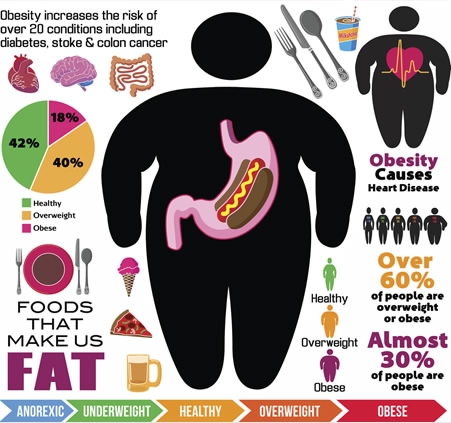 Obesity increases the risk of
over 20 conditions including
diabetes, stoke & colon cancer
18%
42%
40%
Healthy
Overweight
Obese
FOODS
THAT
MAKE US
FAT
Obesity
Causes
Heart Disease
Over
60%
of people are
overweight
or obese
Almost
30%
of people are
obese
Healthy
Overweight
Obese
ANOREXIC
UNDERWEIGHT
HEALTHY
OVERWEIGHT
OBESE